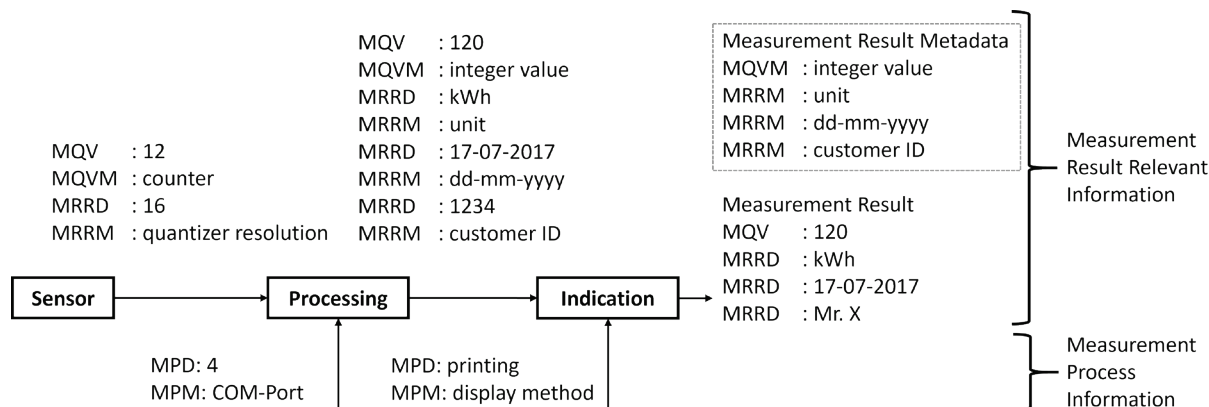 MQV : 120
MQVM : integer value
MRRD : kWh
MRRM : unit
MRRD : 17-07-2017
MRRM : dd-mm-yyyy
MRRD : 1234
MRRM : customer ID
MQV : 12
MQVM : counter
MRRD : 16
MRRM : quantizer resolution
Measurement Result Metadata
MQVM : integer value
MRRM : unit
MRRM : dd-mm-yyyy
MRRM : customer ID
Measurement Result
MQV : 120
MRRD : kWh
MRRD : 17-07-2017
MRRD : Mr. X
Measurement
Result Relevant
Information
Sensor
Processing
Indication
MPD: 4
MPM: COM-Port
MPD: printing
MPM: display method
Measurement
Process
Information